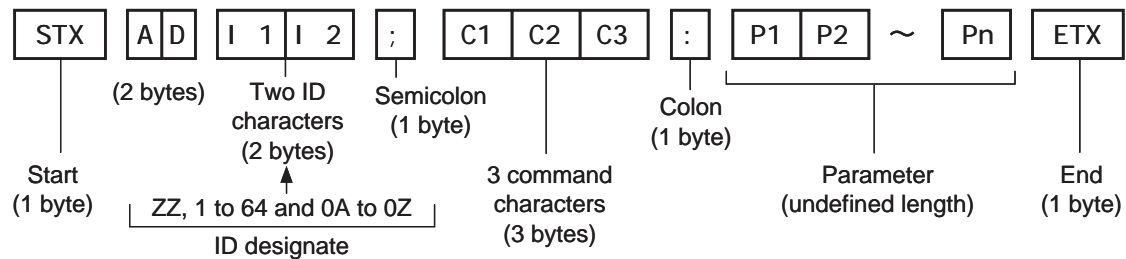 STX A D I 1 I 2 ; C1 C2 C3 : P1 P2 ～ Pn ETX
(2 bytes)
Two ID
characters
(2 bytes)
Semicolon
(1 byte)
Colon
(1 byte)
Start
(1 byte)
ZZ, 1 to 64 and 0A to 0Z
ID designate
3 command
characters
(3 bytes)
Parameter
(undefined length)
End
(1 byte)